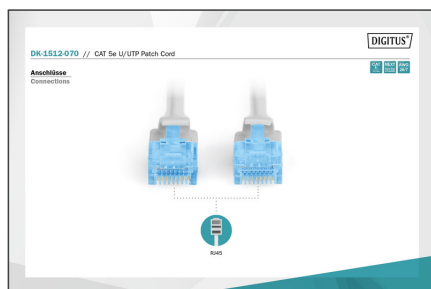 DIGITUS®
DK-1512-070 // CAT 5e U/UTP Patch Cord
Anschlüsse
Connections
RJ45